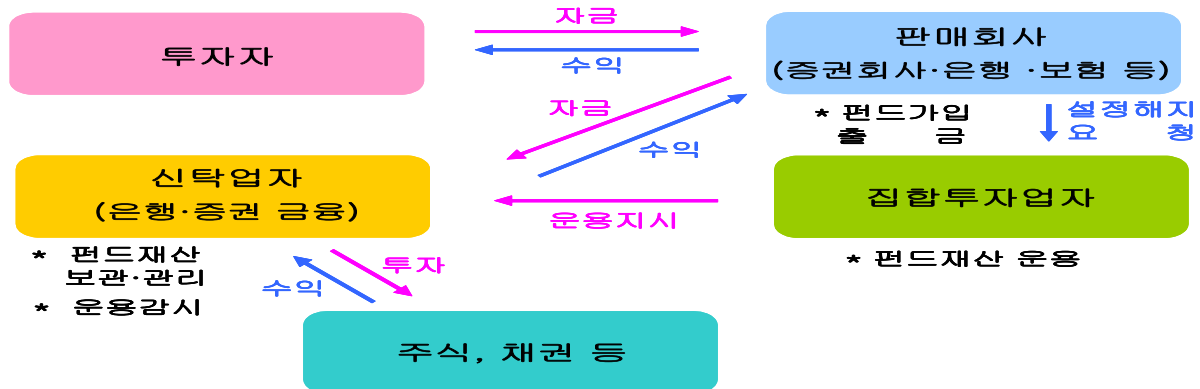 투자자
자금
수익
판매회사
(증권회사·은행 ·보험 등)
자금
수익
* 펀드가입
출 금
설정해지
요 청
신탁업자
(은행·증권 금융)
운용지시
집합투자업자
* 펀드재산
보관·관리
* 운용감시
수익
투자
* 펀드재산 운용
주식, 채권 등